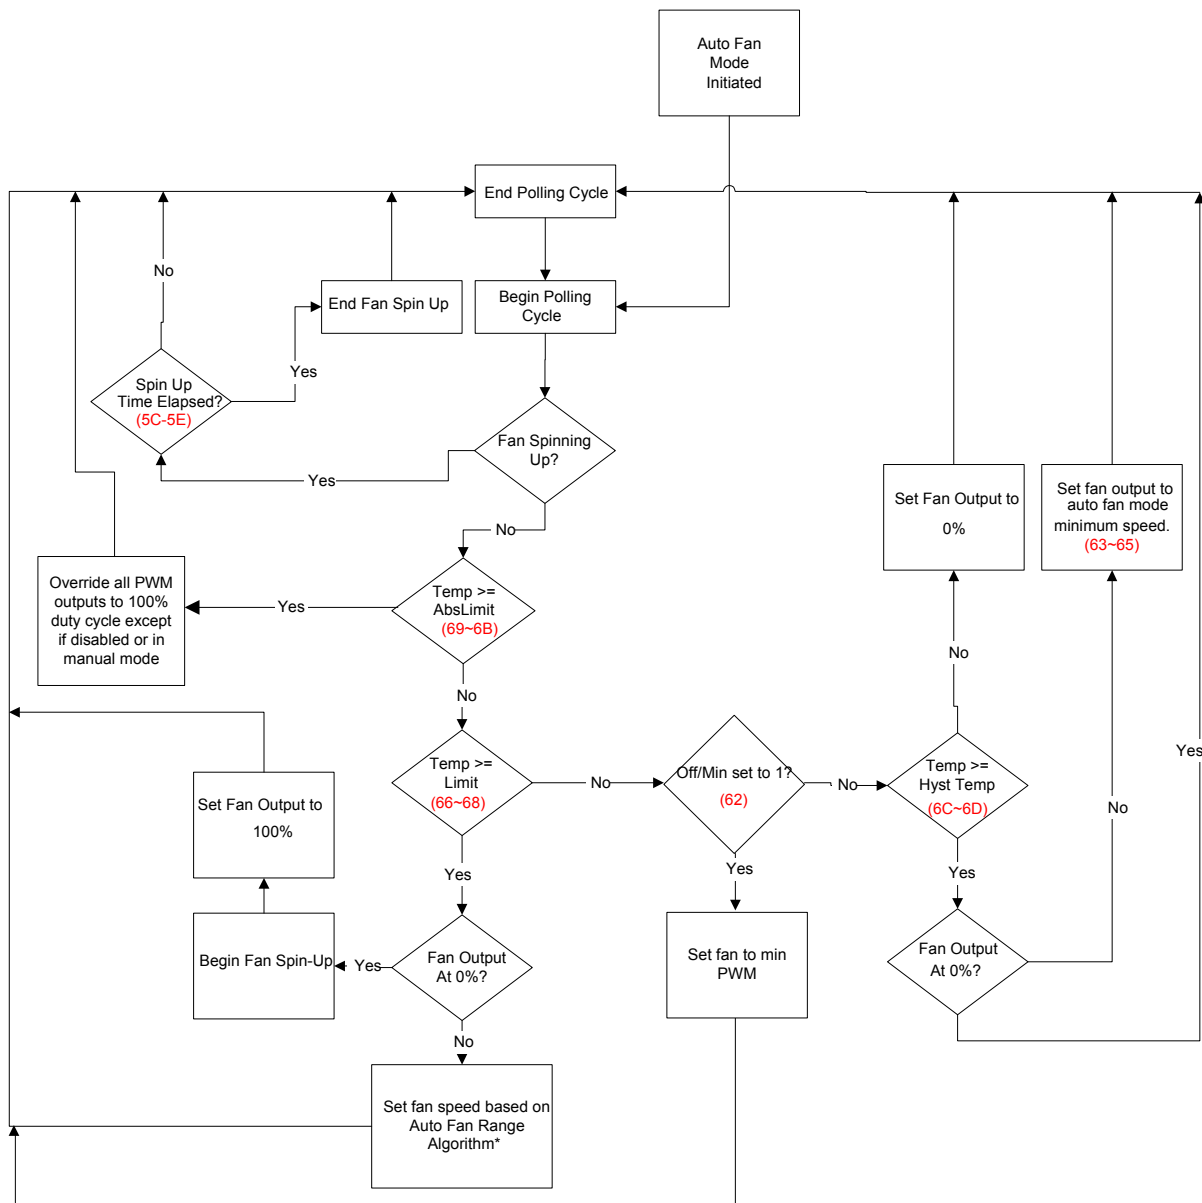 Auto Fan
Mode
Initiated
End Polling Cycle
No
End Fan Spin Up
Begin Polling
Cycle
Yes
Spin Up
Time Elapsed?
(5C-5E)
Fan Spinning
Up?
Yes
Set Fan Output to
0%
Set fan output to
auto fan mode
minimum speed.
(63~65)
No
Override all PWM
outputs to 100%
duty cycle except
if disabled or in
manual mode
Yes
Temp >=
AbsLimit
(69~6B)
No
No
Yes
Set Fan Output to
100%
Temp >=
Limit
(66~68)
No
Off/Min set to 1?
(62)
No
Temp >=
Hyst Temp
(6C~6D)
No
Yes
Yes
Yes
Begin Fan Spin-Up
Yes
Fan Output
At 0%?
Set fan to min
PWM
Fan Output
At 0%?
No
Set fan speed based on
Auto Fan Range
Algorithm*